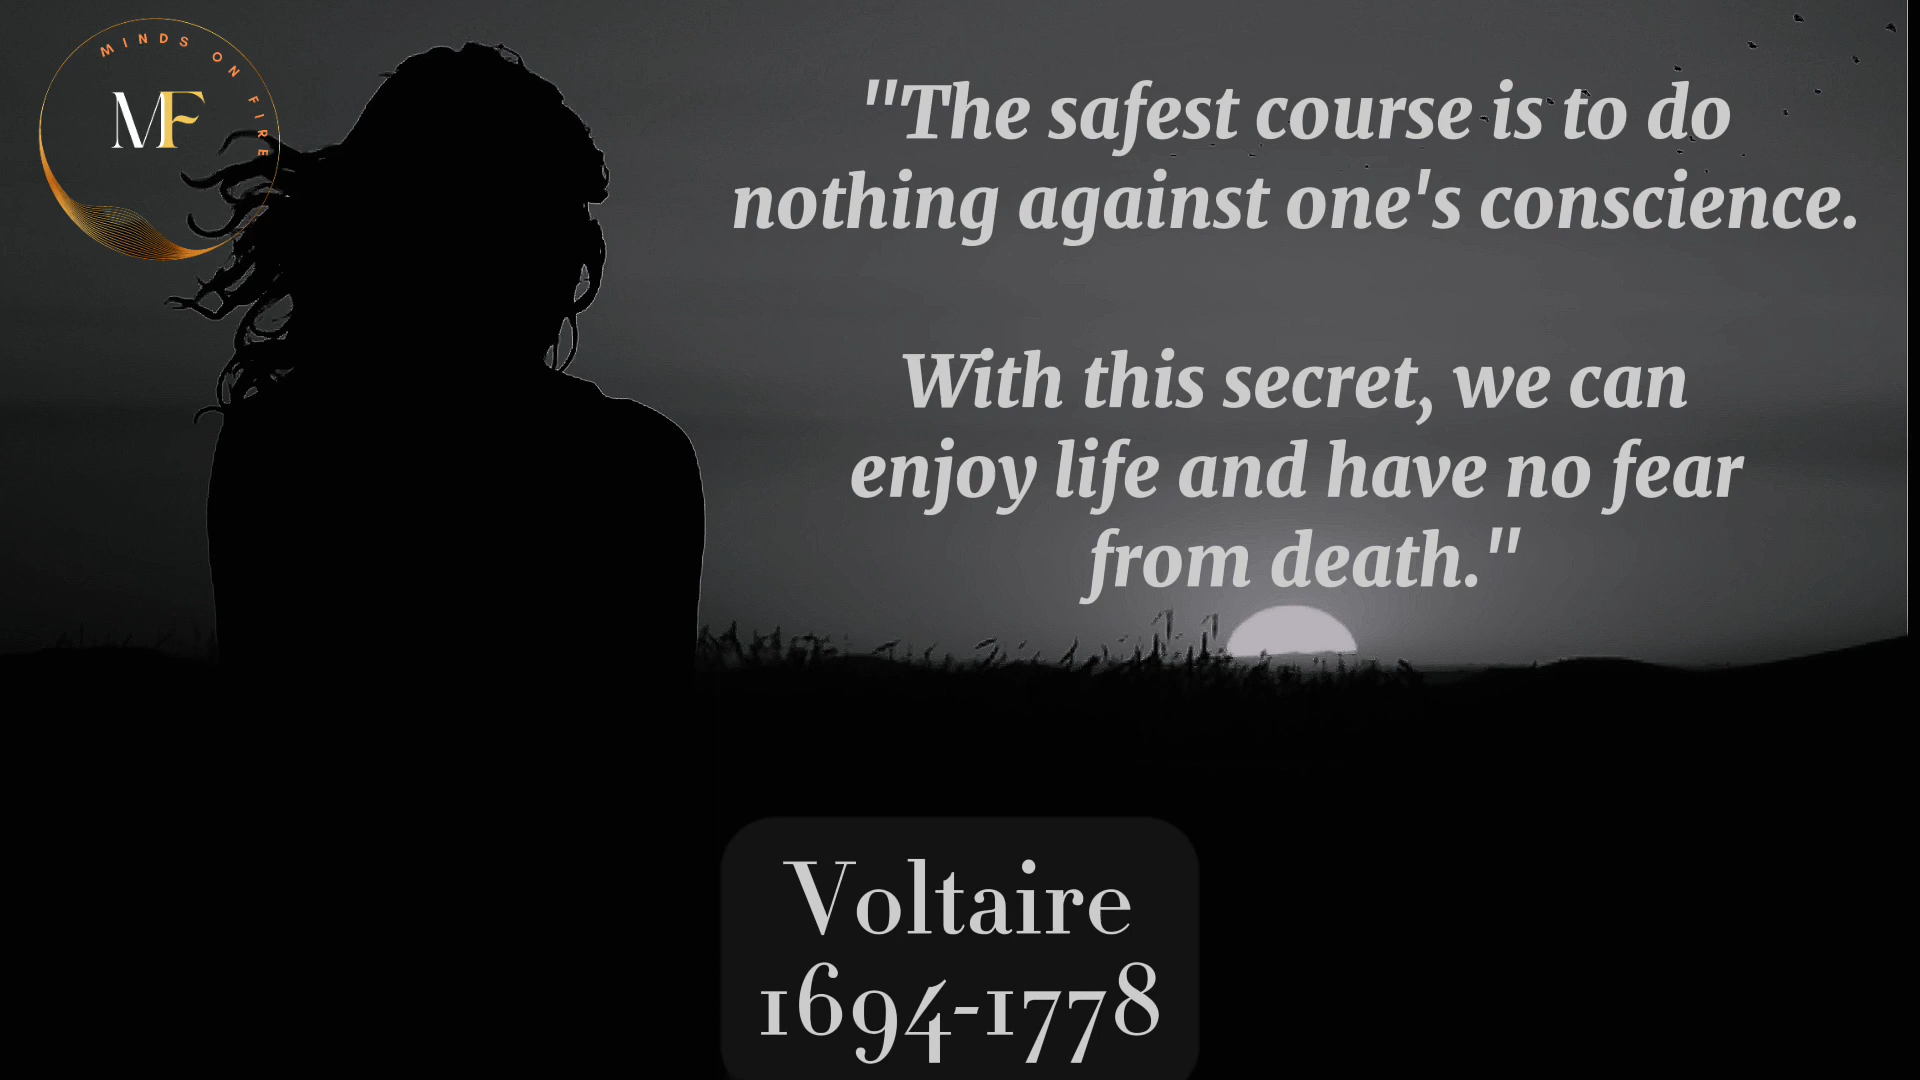 MINDS ON FIRE
MF
"The safest course is to do
nothing against one's conscience.
With this secret, we can
enjoy life and have no fear
from death."
Voltaire
1694-1778